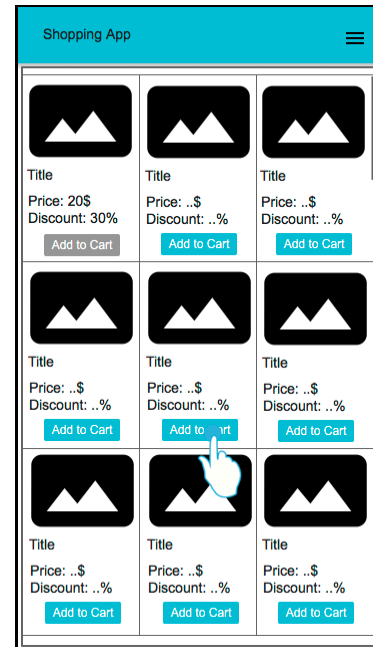 Shopping App
Title Title Title
Price: 20$ Price: ..$ Price: ..$
Discount: 30% Discount: ..% Discount: ..%
Add to Cart Add to Cart Add to Cart
Title Title Title
Price: ..$ Price: ..$ Price: ..$
Discount: ..% Discount: ..% Discount: ..%
Add to Cart Add to Cart Add to Cart
Title Title Title
Price: ..$ Price: ..$ Price: ..$
Discount: ..% Discount: ..% Discount: ..%
Add to Cart Add to Cart Add to Cart